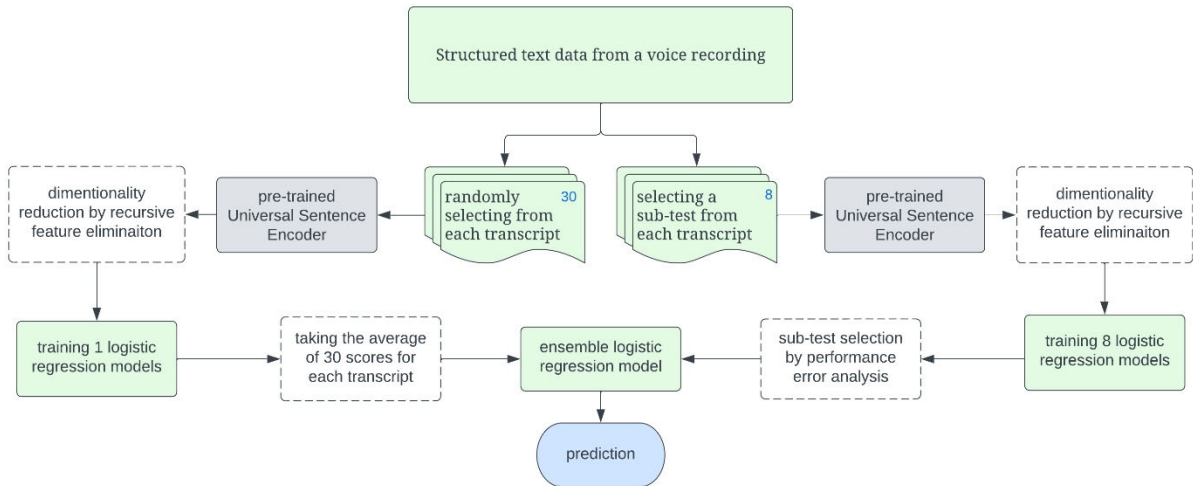 Structured text data from a voice recording
30
randomly
selecting from
each transcript
8
selecting a
sub-test from
each transcript
dimentionality
reduction by recursive
feature eliminaiton
pre-trained
Universal Sentence
Encoder
pre-trained
Universal Sentence
Encoder
dimentionality
reduction by recursive
feature eliminaiton
training 1 logistic
regression models
taking the average
of 30 scores for
each transcript
ensemble logistic
regression model
sub-test selection
by performance
error analysis
training 8 logistic
regression models
prediction